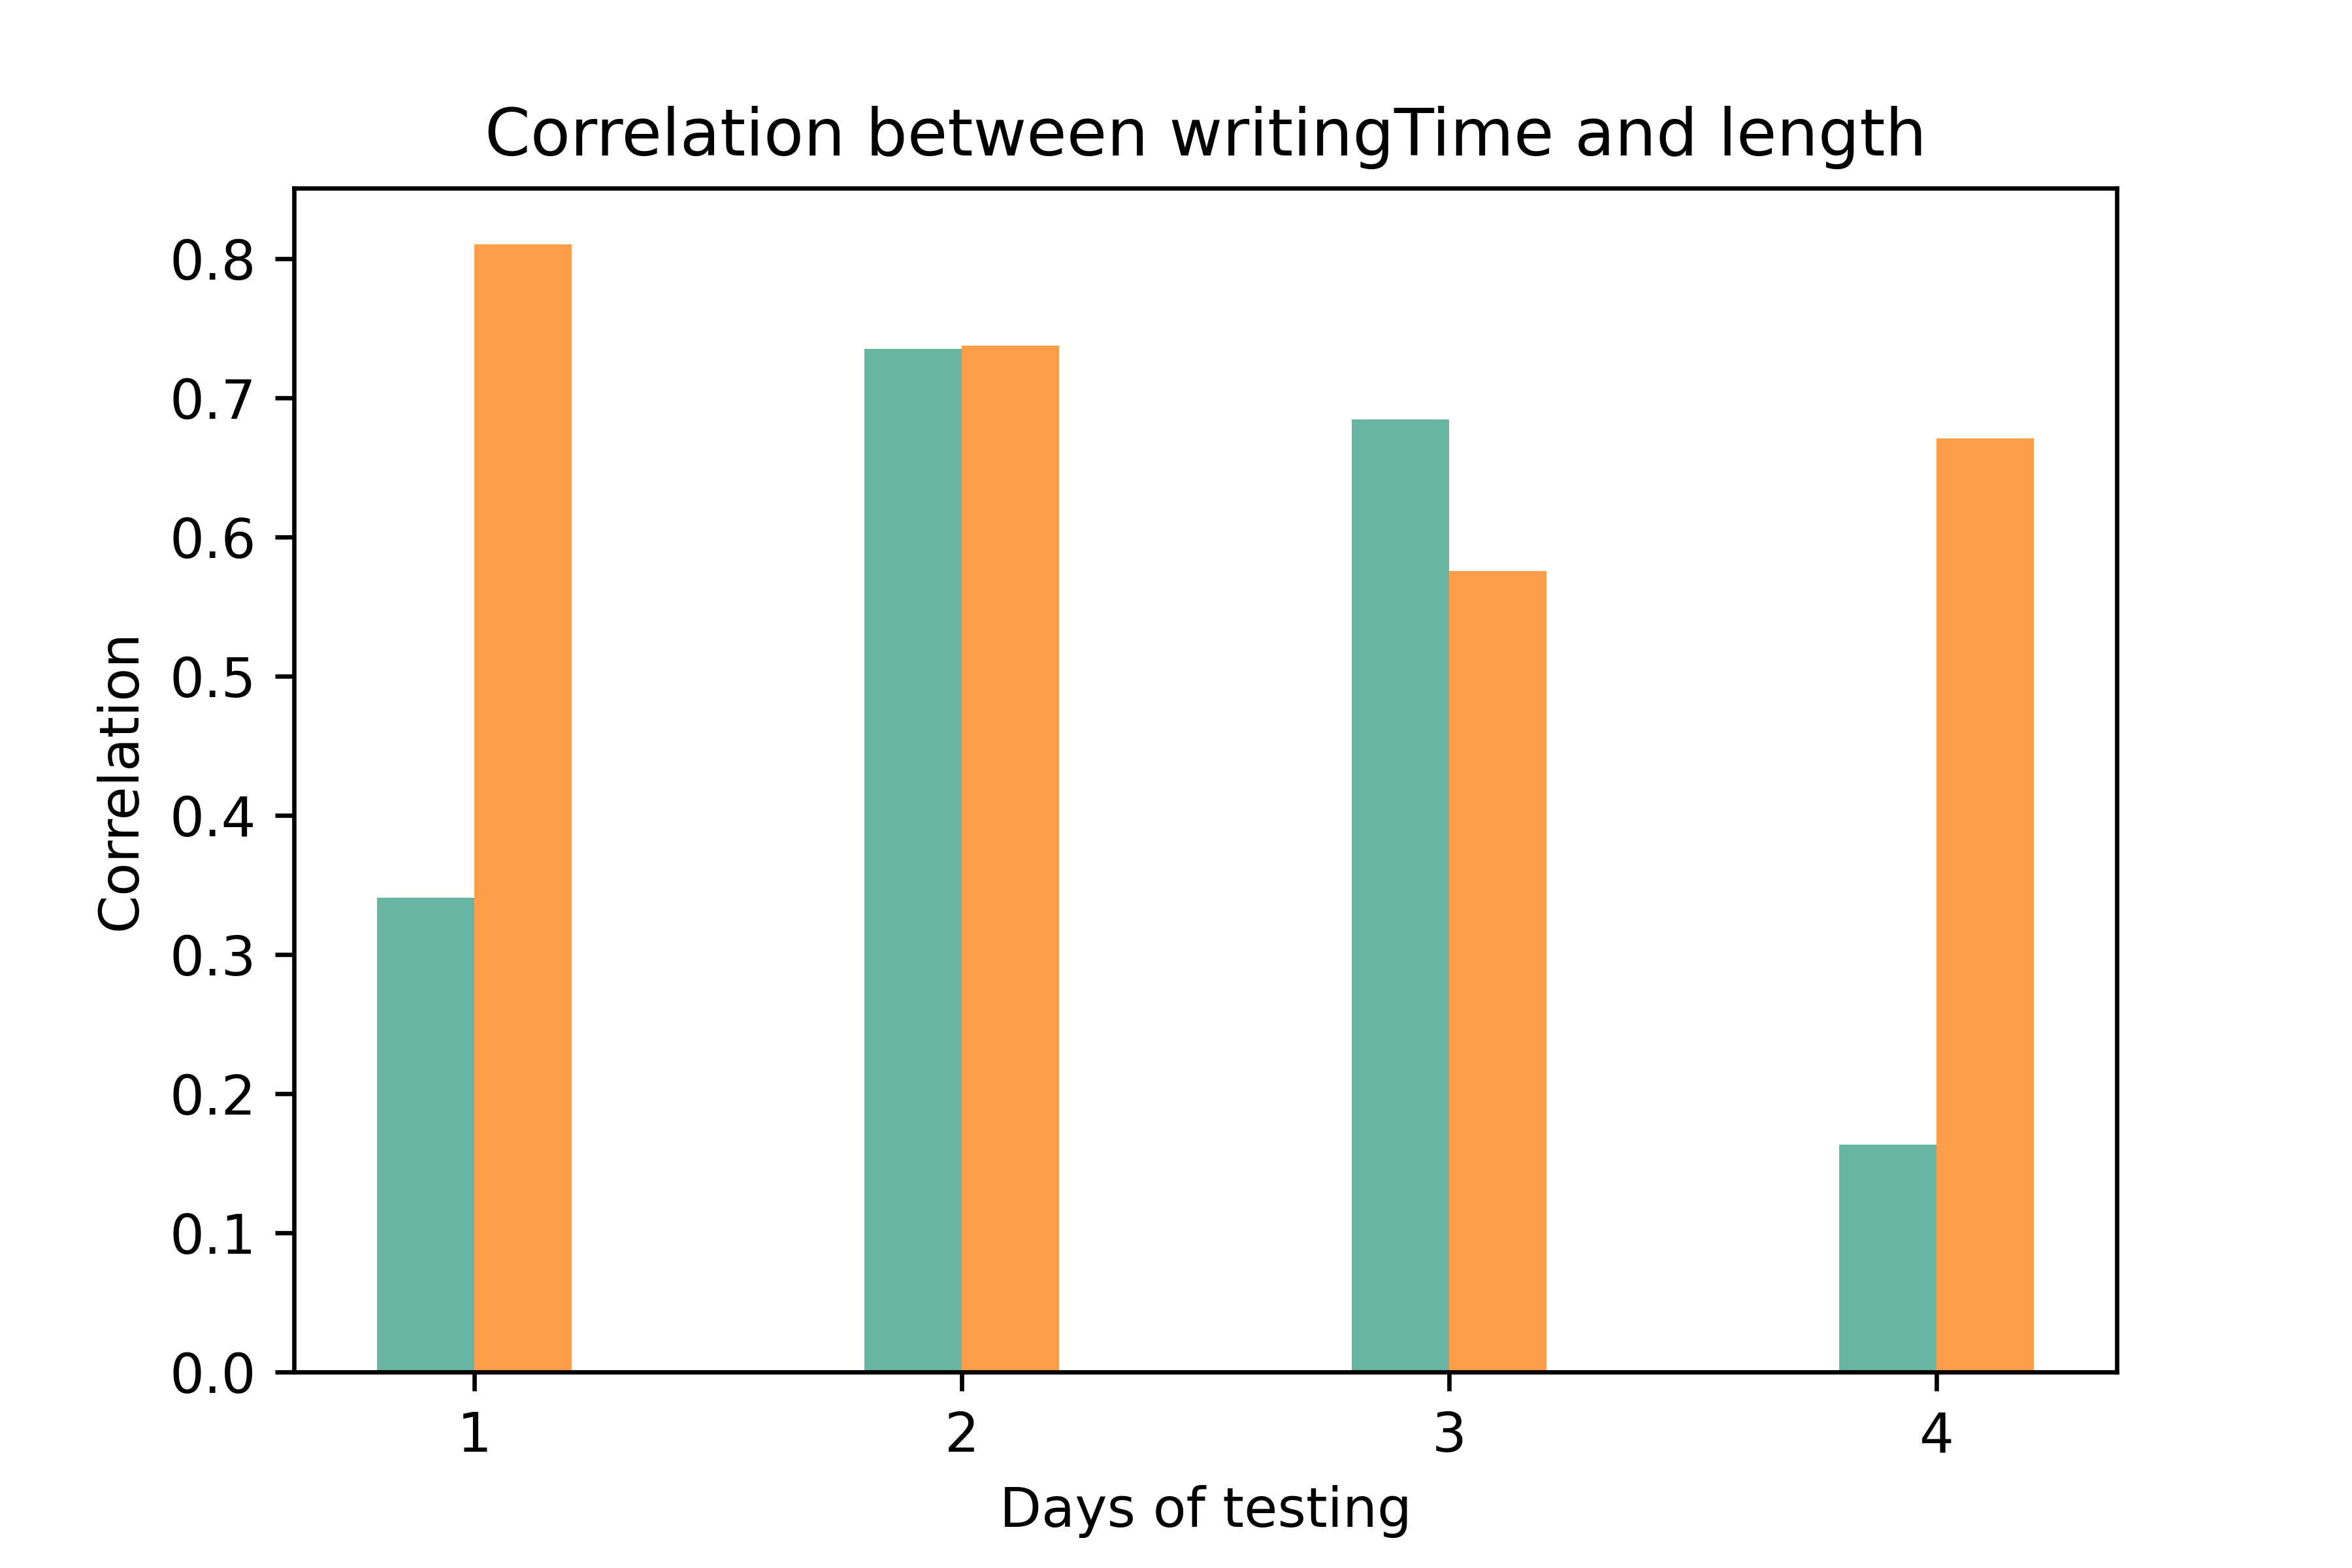 Correlation between writingTime and length
0.8
0.7
0.6
0.5
0.4
0.3
0.2
0.1
0.0
Correlation
1 2 3 4
Days of testing